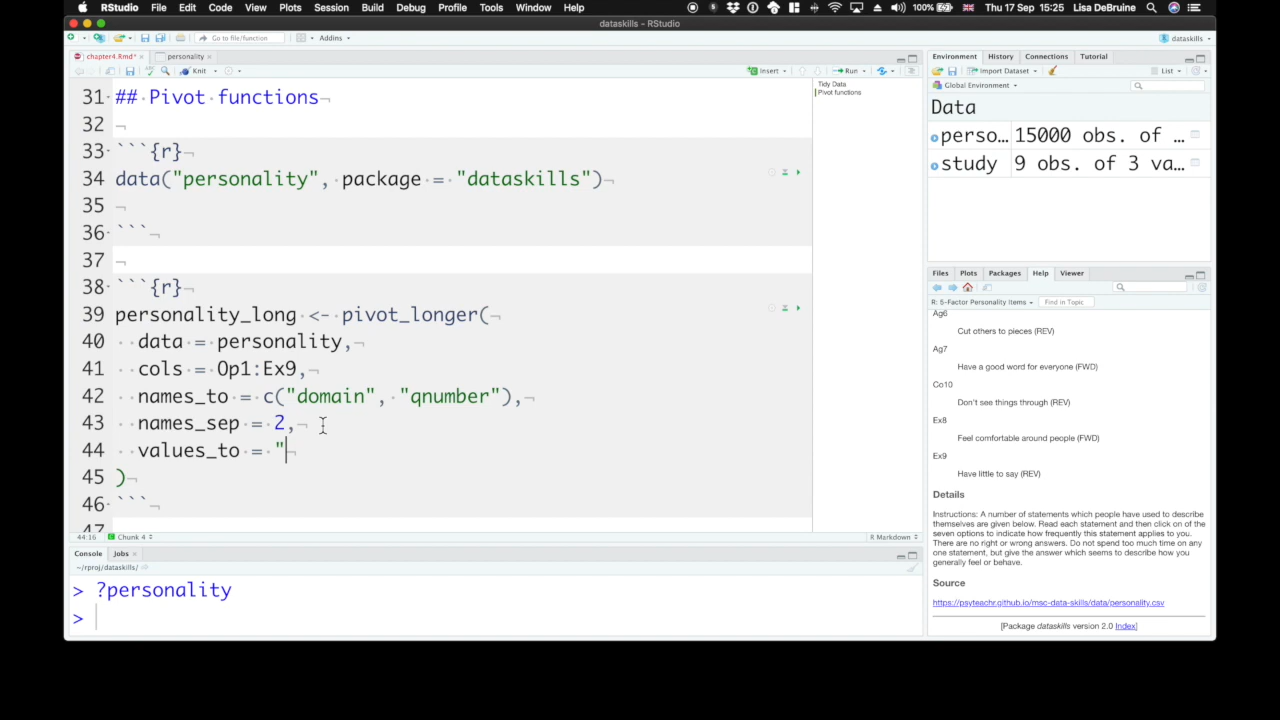 RStudio File Edit Code View Plots Session Build Debug Profile Tools Window Help 100% Thu 17 Sep 15:25 Lisa DeBruine
dataskills - RStudio
Go to file/function Addins dataskills
chapter4.Rmd* personality
Knit Insert Run
31 ## Pivot functions
32
33 ```{r}
34 data("personality", package = "dataskills")
35
36 ```
37
38 ```{r}
39 personality_long <- pivot_longer(
40 data = personality,
41 cols = Op1:Ex9,
42 names_to = c("domain", "qnumber"),
43 names_sep = 2,
44 values_to = "
45 )
46 ```
47
44:16 Chunk 4 R Markdown
Tidy Data
Pivot functions
Console Jobs
~/rproj/dataskills/
> ?personality
>
Environment History Connections Tutorial
Import Dataset List
Global Environment
Data
perso… 15000 obs. of …
study 9 obs. of 3 va…
Files Plots Packages Help Viewer
R: 5-Factor Personality Items Find in Topic
Ag6
Cut others to pieces (REV)
Ag7
Have a good word for everyone (FWD)
Co10
Don't see things through (REV)
Ex8
Feel comfortable around people (FWD)
Ex9
Have little to say (REV)
Details
Instructions: A number of statements which people have used to describe
themselves are given below. Read each statement and then click on of the
seven options to indicate how frequently this statement applies to you.
There are no right or wrong answers. Do not spend too much time on any
one statement, but give the answer which seems to describe how you
generally feel or behave.
Source
https://psyteachr.github.io/msc-data-skills/data/personality.csv
[Package dataskills version 2.0 Index]